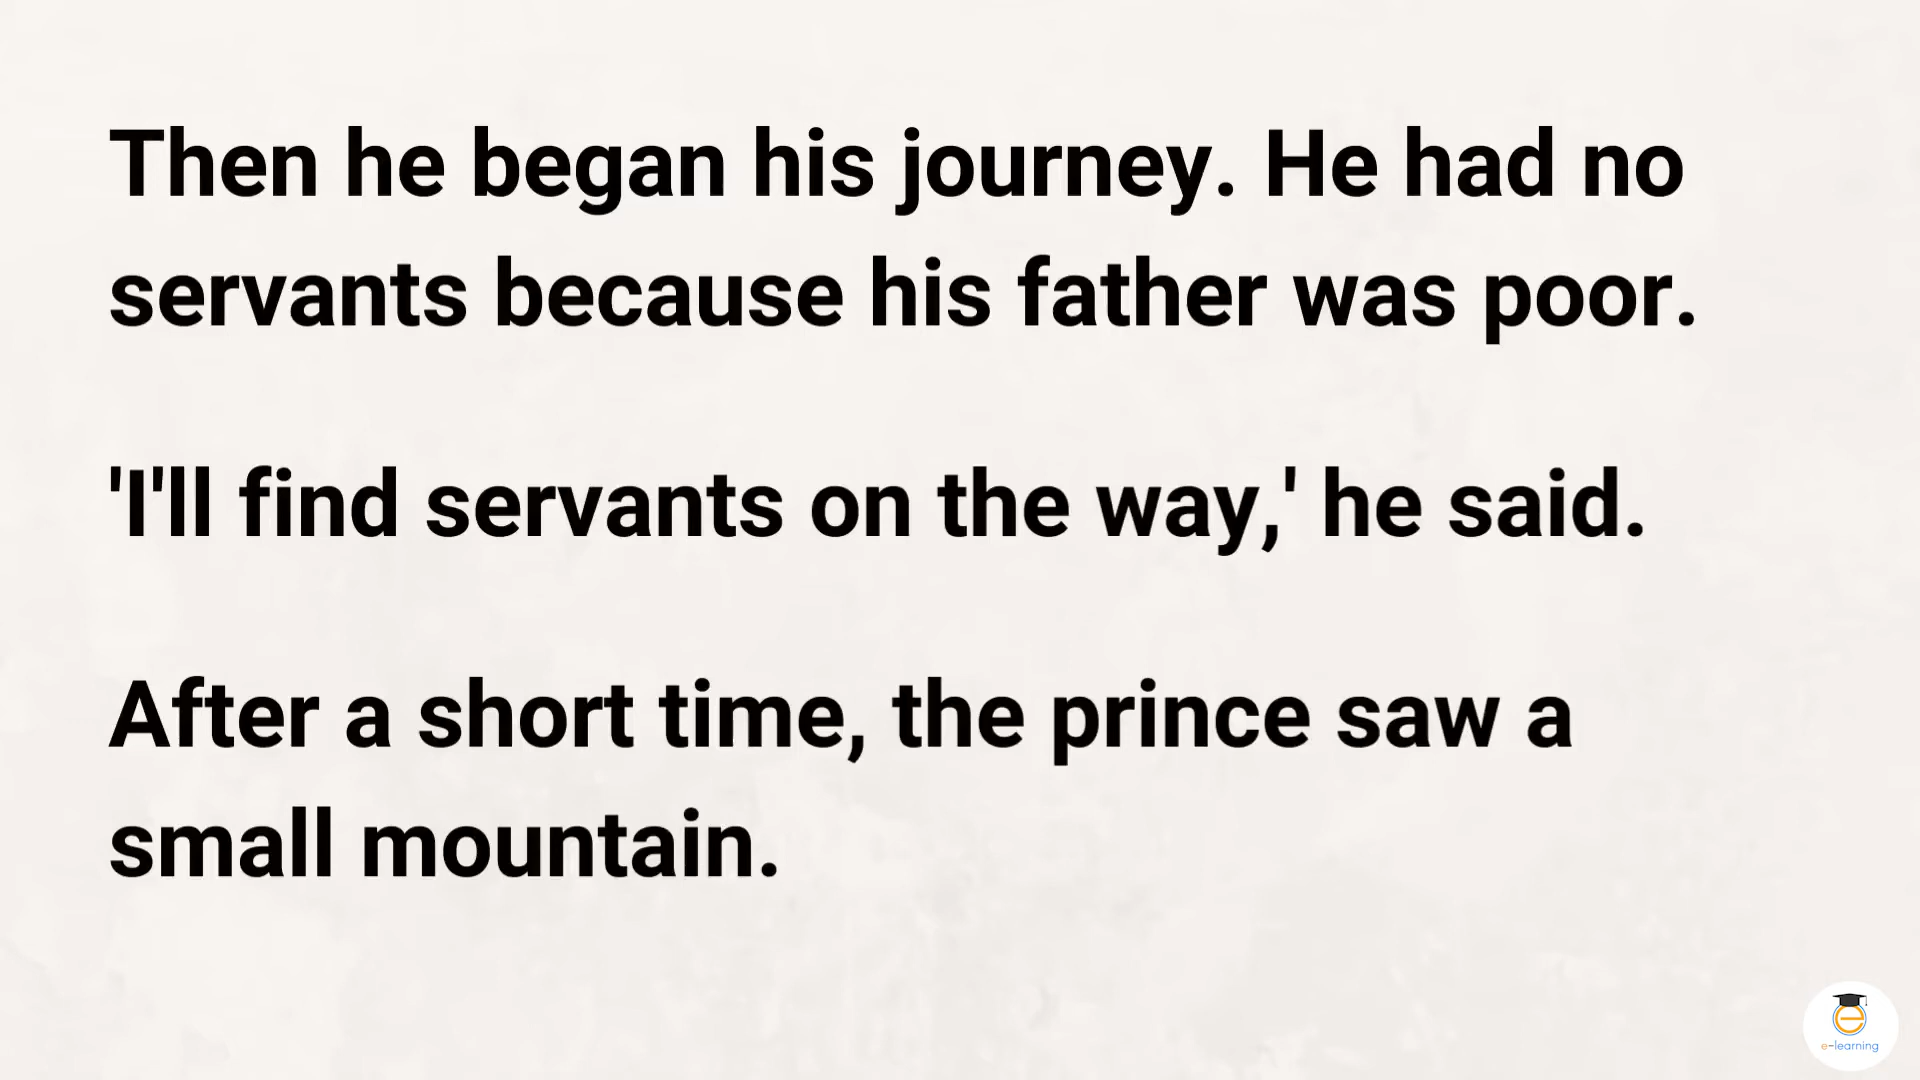 Then he began his journey. He had no
servants because his father was poor.
'I'll find servants on the way,' he said.
After a short time, the prince saw a
small mountain.
e-learning